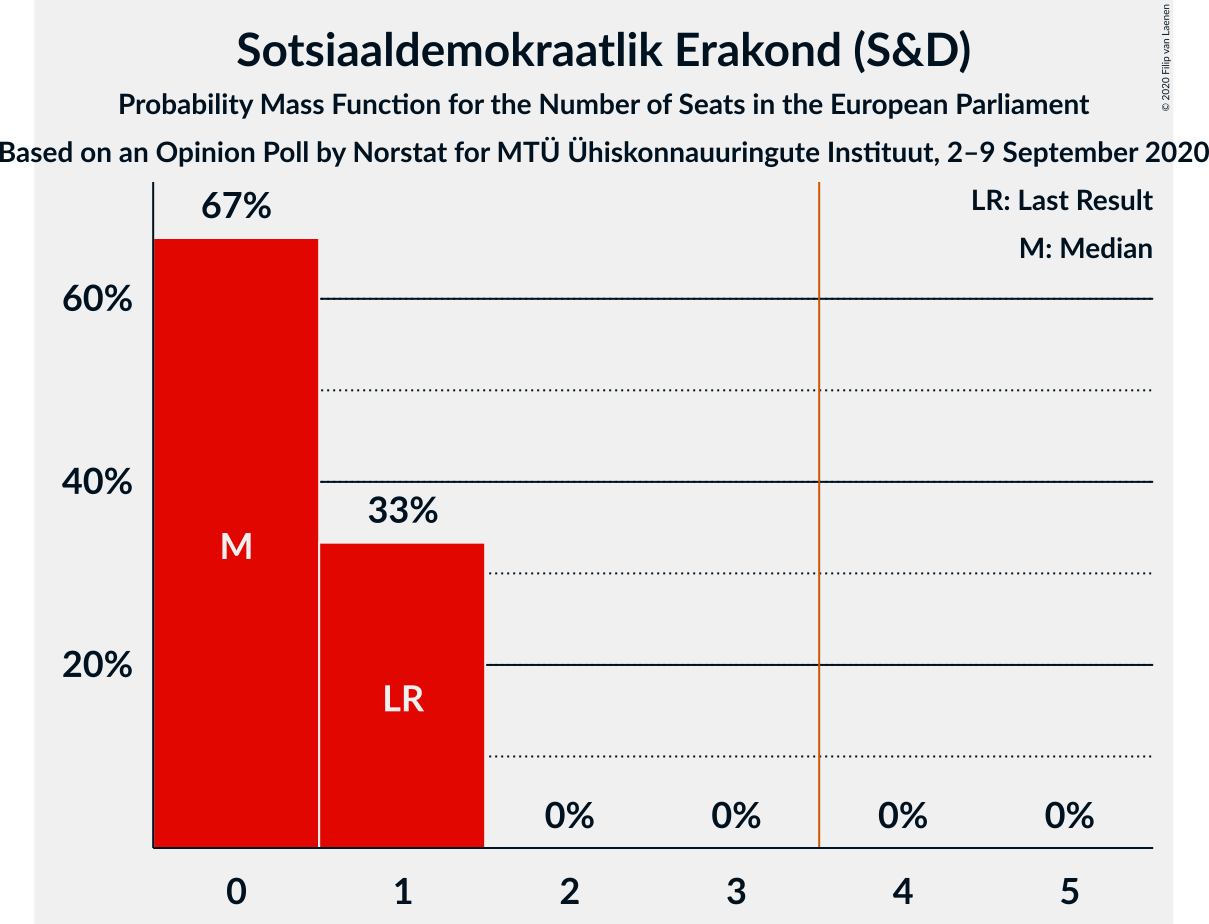 Sotsiaaldemokraatlik Erakond (S&D)
Probability Mass Function for the Number of Seats in the European Parliament
Based on an Opinion Poll by Norstat for MTÜ Ühiskonnauuringute Instituut, 2–9 September 2020
© 2020 Filip van Laenen
LR: Last Result
M: Median
67%
60%
40%
33%
M
20%
LR
0% 0% 0% 0%
0 1 2 3 4 5